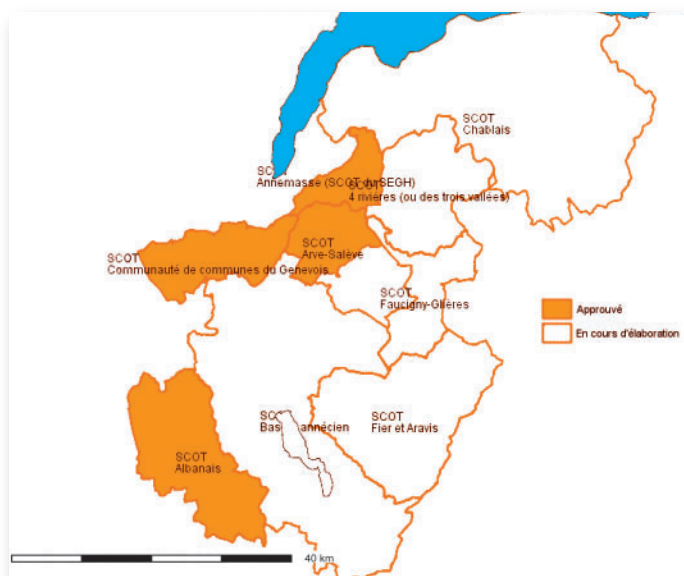 SCOT
Chablais
SCOT
Annemasse (SCOT du SEGH)
SCOT
4 rivières (ou des trois vallées)
SCOT
Arve-Salève
SCOT
Communauté de communes du Genevois
SCOT
Faucigny-Glières
Approuvé
En cours d'élaboration
SCOT
Bassin annécien
SCOT
Fier et Aravis
SCOT
Albanais
40 km